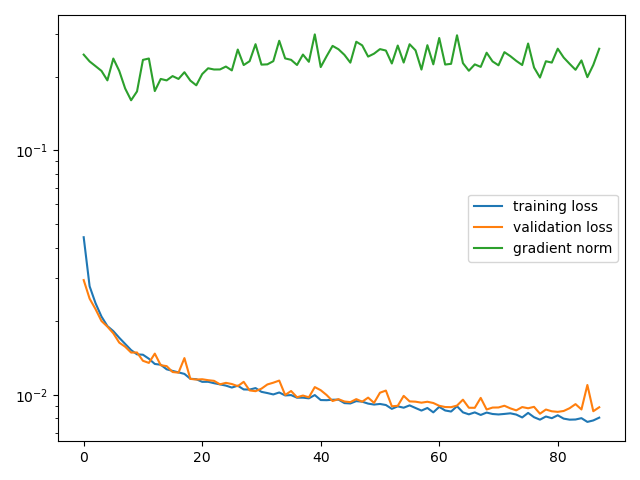 10⁻¹
10⁻²
training loss
validation loss
gradient norm
0 20 40 60 80